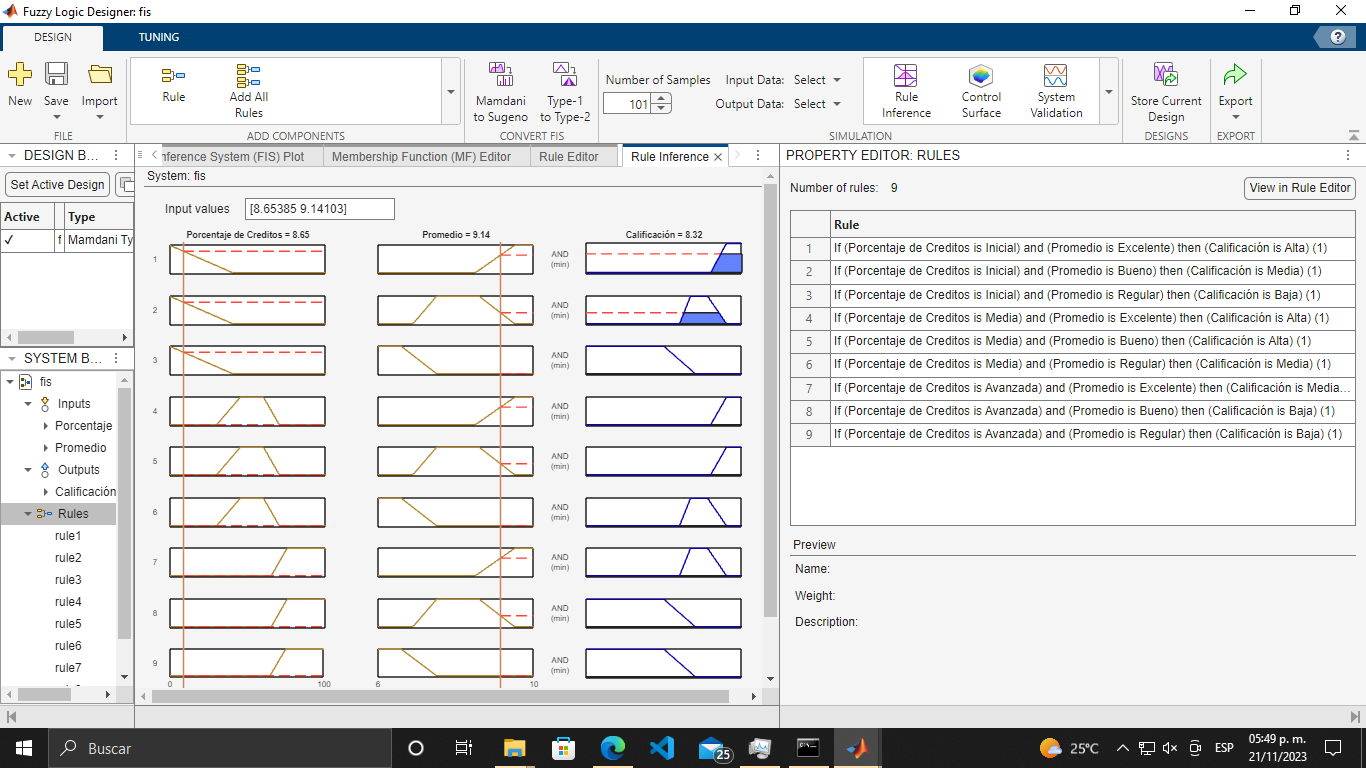 Fuzzy Logic Designer: fis
DESIGN
TUNING
?
New
Save
Import
FILE
Rule
Add All
Rules
ADD COMPONENTS
Mamdani
to Sugeno
Type-1
to Type-2
CONVERT FIS
Number of Samples
101
Input Data: Select
Output Data: Select
Rule
Inference
Control
Surface
System
Validation
SIMULATION
Store Current
Design
DESIGNS
Export
EXPORT
DESIGN B...
Set Active Design
Active
Type
✓
f
Mamdani Ty
SYSTEM B...
fis
Inputs
Porcentaje
Promedio
Outputs
Calificación
Rules
rule1
rule2
rule3
rule4
rule5
rule6
rule7
nference System (FIS) Plot
Membership Function (MF) Editor
Rule Editor
Rule Inference
System: fis
Input values
[8.65385 9.14103]
Porcentaje de Creditos = 8.65
Promedio = 9.14
Calificación = 8.32
1
AND
(min)
2
AND
(min)
3
AND
(min)
4
AND
(min)
5
AND
(min)
6
AND
(min)
7
AND
(min)
8
AND
(min)
9
AND
(min)
0
100
6
10
PROPERTY EDITOR: RULES
Number of rules: 9
View in Rule Editor
Rule
1 If (Porcentaje de Creditos is Inicial) and (Promedio is Excelente) then (Calificación is Alta) (1)
2 If (Porcentaje de Creditos is Inicial) and (Promedio is Bueno) then (Calificación is Media) (1)
3 If (Porcentaje de Creditos is Inicial) and (Promedio is Regular) then (Calificación is Baja) (1)
4 If (Porcentaje de Creditos is Media) and (Promedio is Excelente) then (Calificación is Alta) (1)
5 If (Porcentaje de Creditos is Media) and (Promedio is Bueno) then (Calificación is Alta) (1)
6 If (Porcentaje de Creditos is Media) and (Promedio is Regular) then (Calificación is Media) (1)
7 If (Porcentaje de Creditos is Avanzada) and (Promedio is Excelente) then (Calificación is Media...
8 If (Porcentaje de Creditos is Avanzada) and (Promedio is Bueno) then (Calificación is Baja) (1)
9 If (Porcentaje de Creditos is Avanzada) and (Promedio is Regular) then (Calificación is Baja) (1)
Preview
Name:
Weight:
Description:
Buscar
25
25°C
ESP
05:49 p. m.
21/11/2023